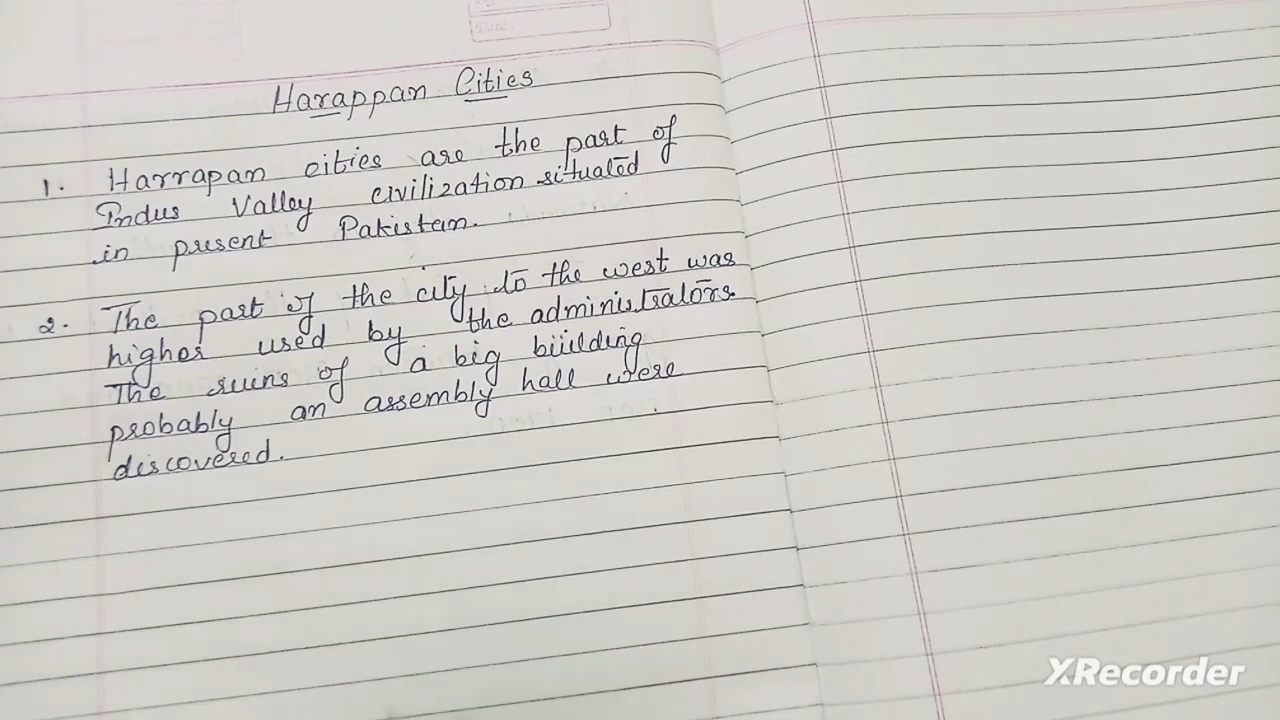 Date:
Harappan Cities
1. Harrapan cities are the part of
Indus Valley civilization situated
in present Pakistan.
2. The part of the city to the west was
higher used by the administrators.
The ruins of a big building
probably an assembly hall were
discovered.
XRecorder